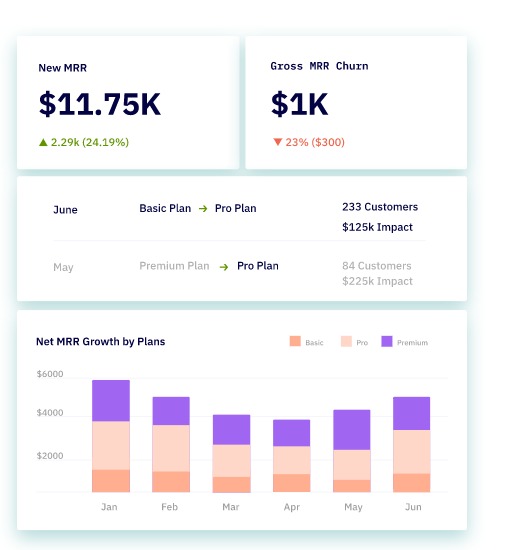 New MRR
$11.75K
▲ 2.29k (24.19%)
Gross MRR Churn
$1K
▼ 23% ($300)
June
Basic Plan → Pro Plan
233 Customers
$125k Impact
May
Premium Plan → Pro Plan
84 Customers
$225k Impact
Net MRR Growth by Plans
Basic Pro Premium
$6000
$4000
$2000
Jan Feb Mar Apr May Jun